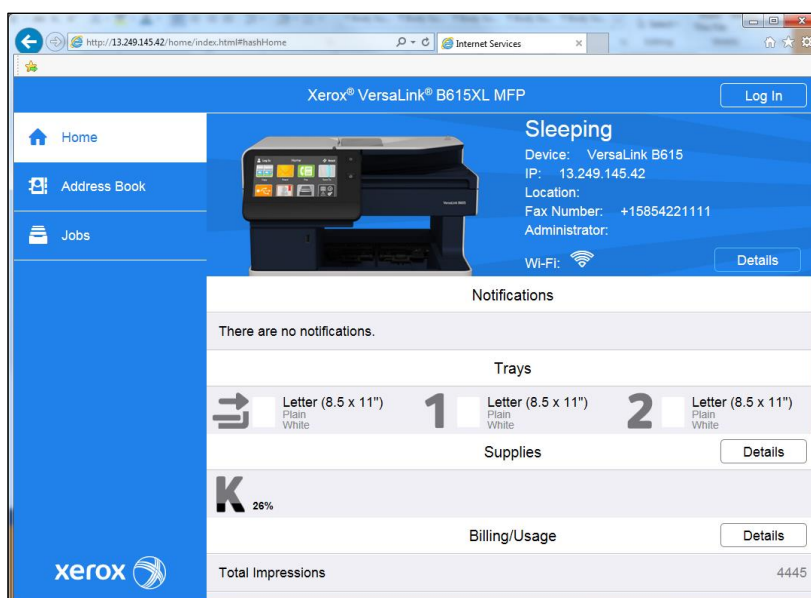 http://13.249.145.42/home/index.html#hashHome
Internet Services
Xerox® VersaLink® B615XL MFP
Log In
Home
Address Book
Jobs
Sleeping
Device: VersaLink B615
IP: 13.249.145.42
Location:
Fax Number: +15854221111
Administrator:
Wi-Fi:
Details
Notifications
There are no notifications.
Trays
Letter (8.5 x 11")
Plain
White
1
Letter (8.5 x 11")
Plain
White
2
Letter (8.5 x 11")
Plain
White
Supplies
Details
K 26%
Billing/Usage
Details
Total Impressions 4445
xerox